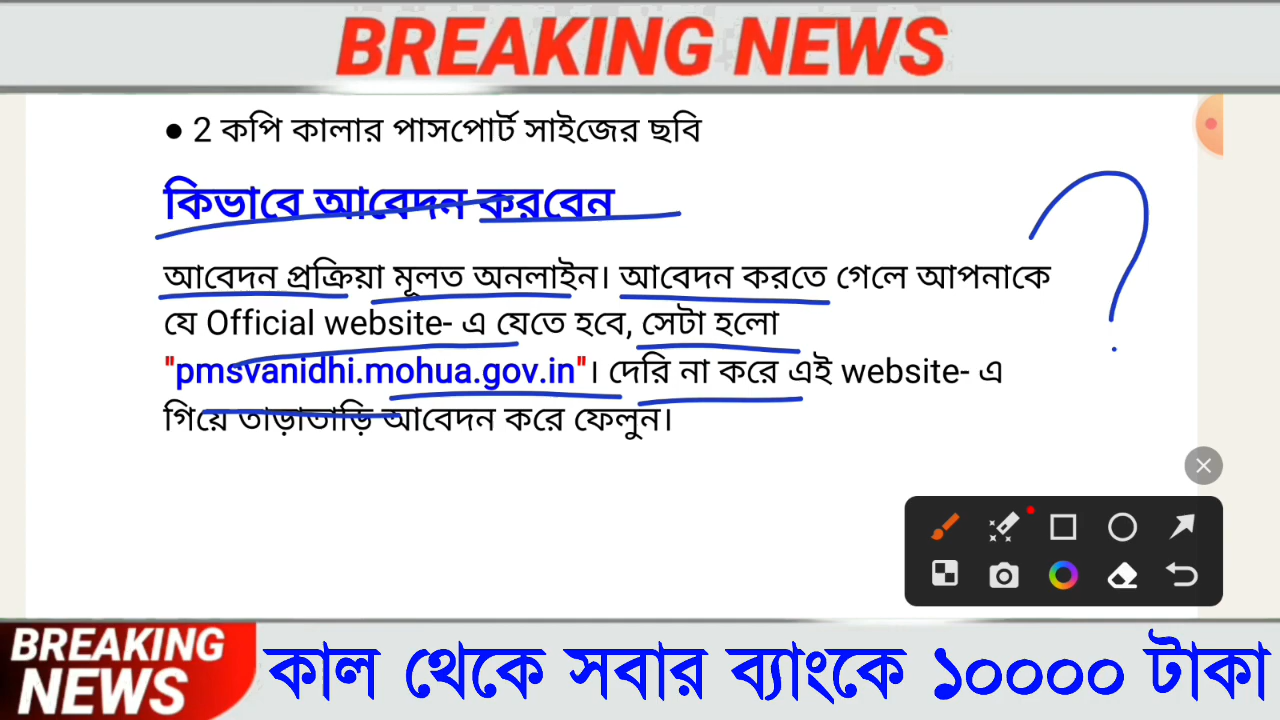 BREAKING NEWS
● 2 কপি কালার পাসপোর্ট সাইজের ছবি
কিভাবে আবেদন করবেন
আবেদন প্রক্রিয়া মূলত অনলাইন। আবেদন করতে গেলে আপনাকে
যে Official website- এ যেতে হবে, সেটা হলো
"pmsvanidhi.mohua.gov.in"। দেরি না করে এই website- এ
গিয়ে তাড়াতাড়ি আবেদন করে ফেলুন।
?
BREAKING
NEWS
কাল থেকে সবার ব্যাংকে ১০০০০ টাকা